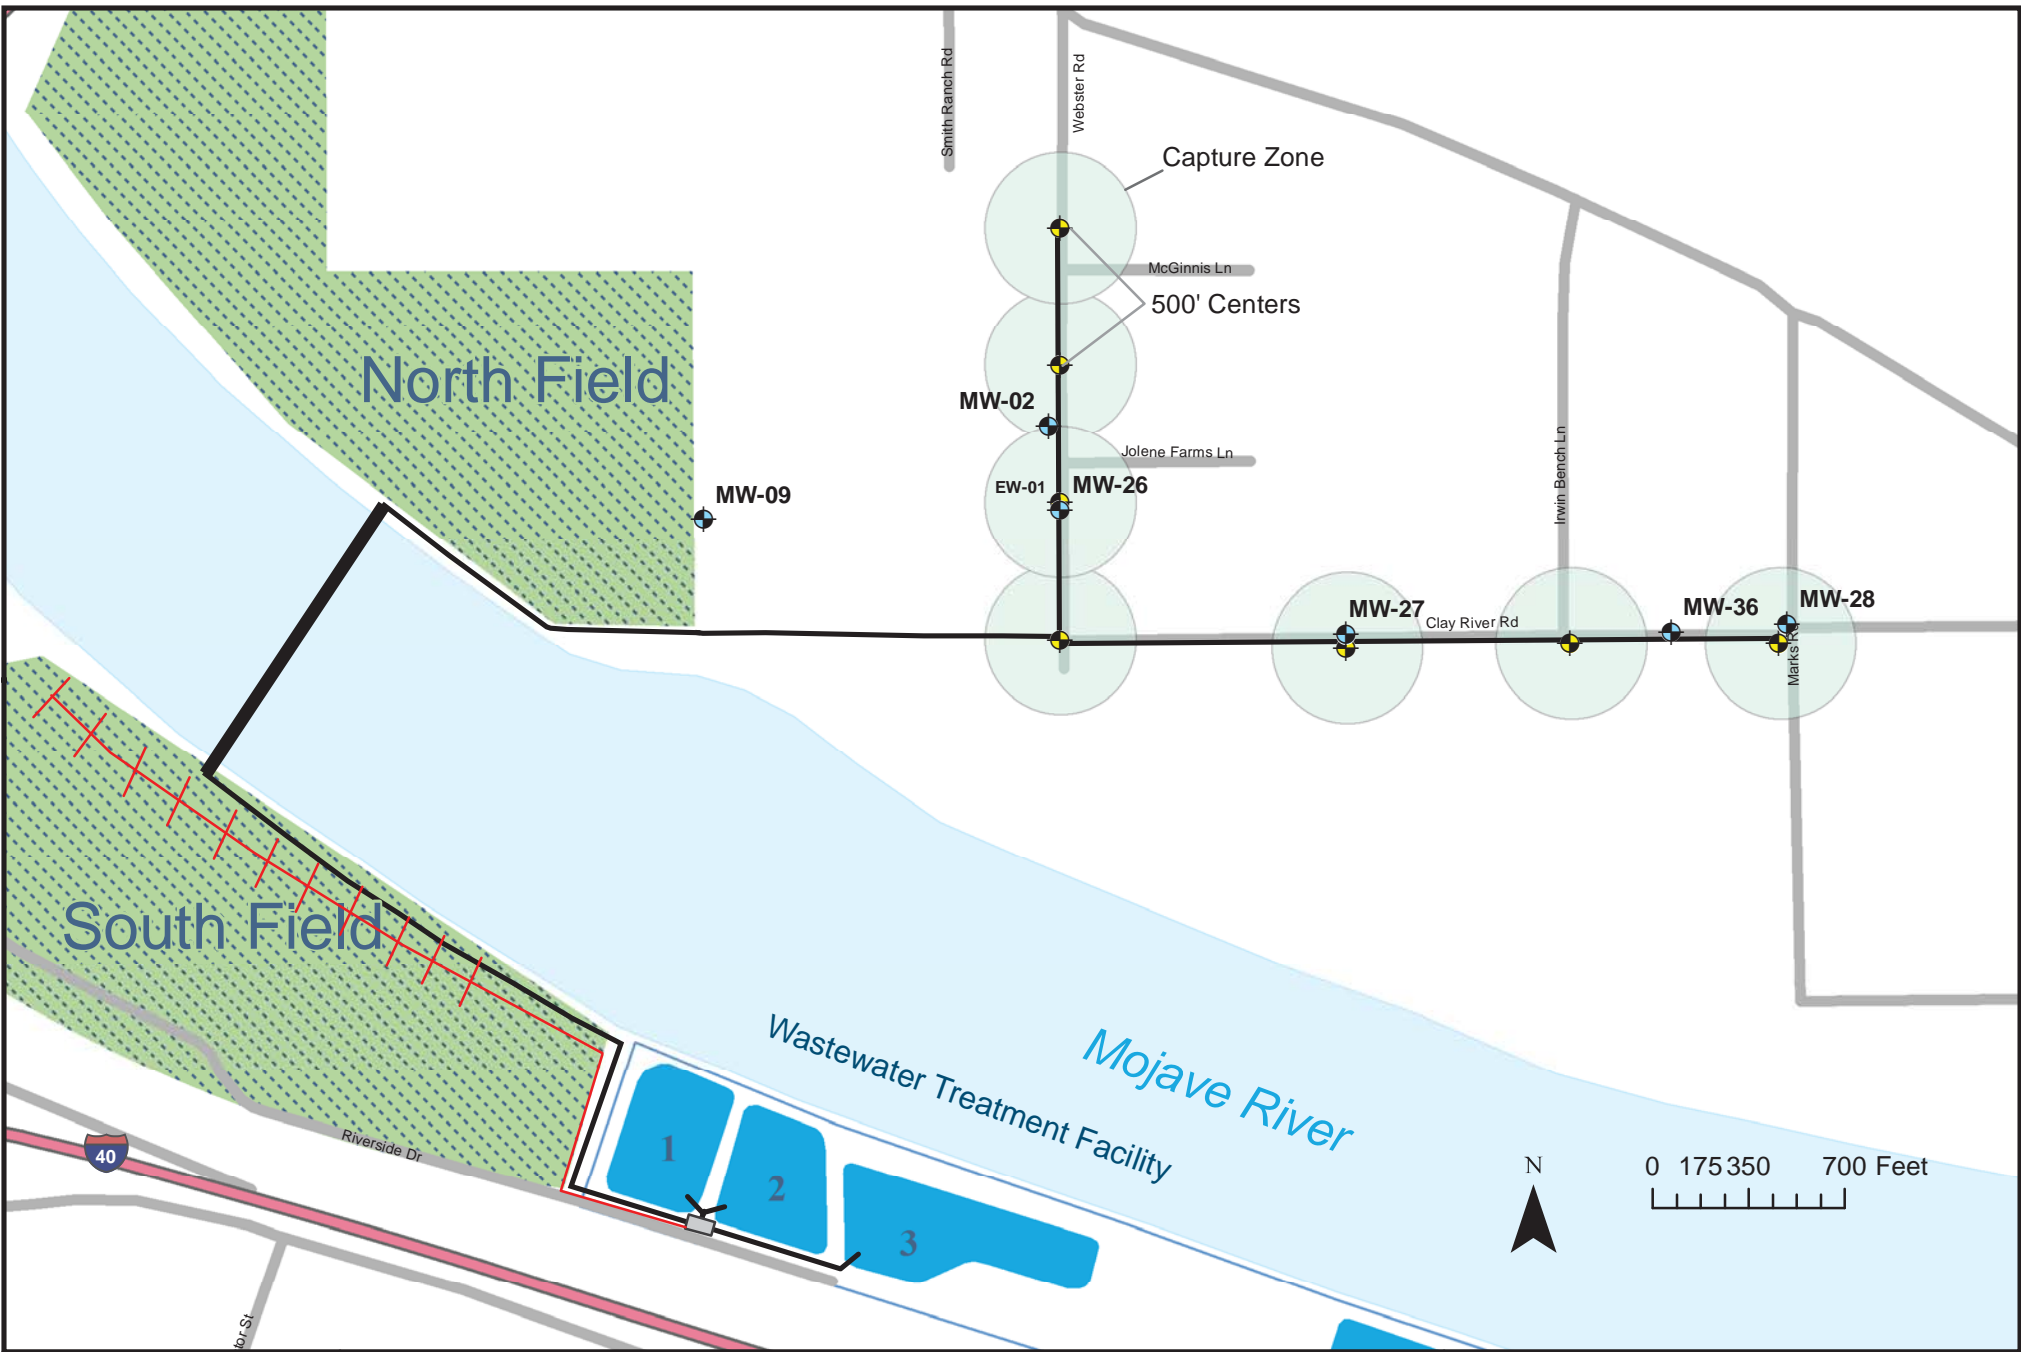 Smith Ranch Rd
Webster Rd
Capture Zone
McGinnis Ln
500' Centers
North Field
MW-02
Jolene Farms Ln
EW-01
MW-26
MW-09
Irwin Bench Ln
MW-27
Clay River Rd
MW-36
MW-28
Marks Rd
South Field
Wastewater Treatment Facility
Mojave River
Riverside Dr
40
1
2
3
N
0 175 350 700 Feet
tor St